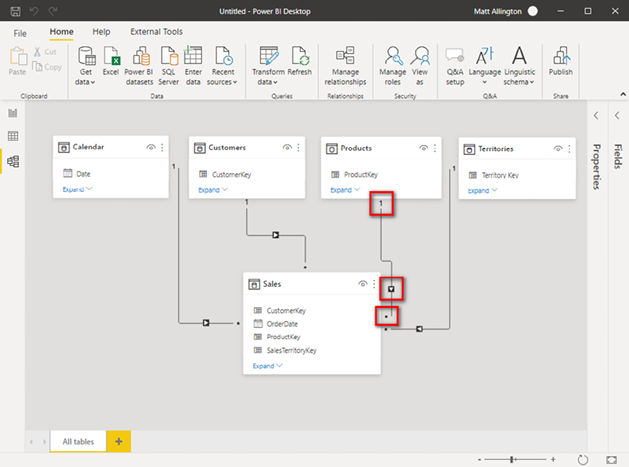 Untitled - Power BI Desktop
Matt Allington
File
Home
Help
External Tools
Paste
Cut
Copy
Get data
Excel
Power BI datasets
SQL Server
Enter data
Recent sources
Transform data
Refresh
Manage relationships
Manage roles
View as
Q&A setup
Language
Linguistic schema
Publish
Clipboard
Data
Queries
Relationships
Security
Q&A
Share
Calendar
Date
Expand
Customers
CustomerKey
Expand
Products
ProductKey
Expand
Territories
Territory Key
Expand
1
1
1
1
*
*
*
*
Sales
CustomerKey
OrderDate
ProductKey
SalesTerritoryKey
Expand
Properties
Fields
All tables
+
-
+